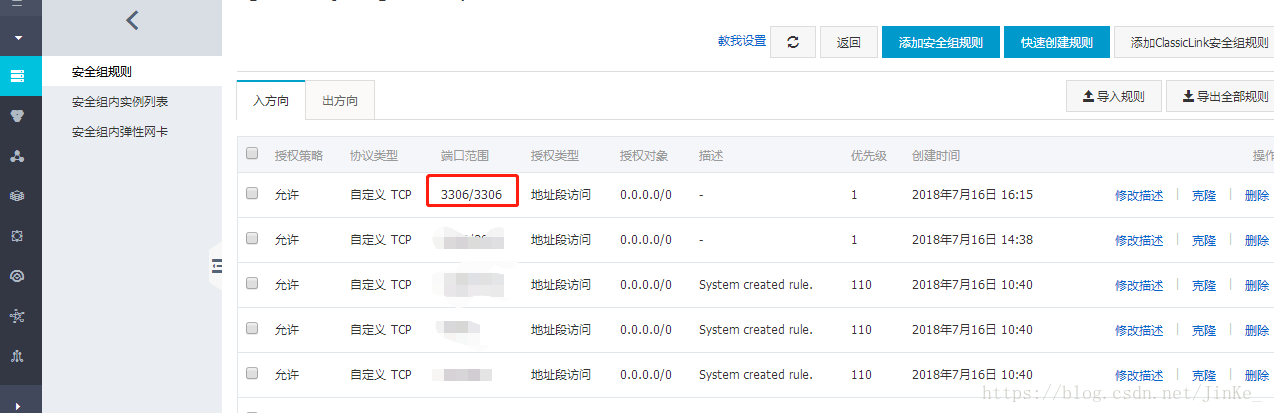 教我设置 返回 添加安全组规则 快速创建规则 添加ClassicLink安全组规则
安全组规则
安全组内实例列表
安全组内弹性网卡
入方向 出方向 导入规则 导出全部规则
授权策略 协议类型 端口范围 授权类型 授权对象 描述 优先级 创建时间 操作
允许 自定义 TCP 3306/3306 地址段访问 0.0.0.0/0 - 1 2018年7月16日 16:15 修改描述 | 克隆 | 删除
允许 自定义 TCP 地址段访问 0.0.0.0/0 - 1 2018年7月16日 14:38 修改描述 | 克隆 | 删除
允许 自定义 TCP 地址段访问 0.0.0.0/0 System created rule. 110 2018年7月16日 10:40 修改描述 | 克隆 | 删除
允许 自定义 TCP 地址段访问 0.0.0.0/0 System created rule. 110 2018年7月16日 10:40 修改描述 | 克隆 | 删除
允许 自定义 TCP 地址段访问 0.0.0.0/0 System created rule. 110 2018年7月16日 10:40 修改描述 | 克隆 | 删除
https://blog.csdn.net/JinKe_